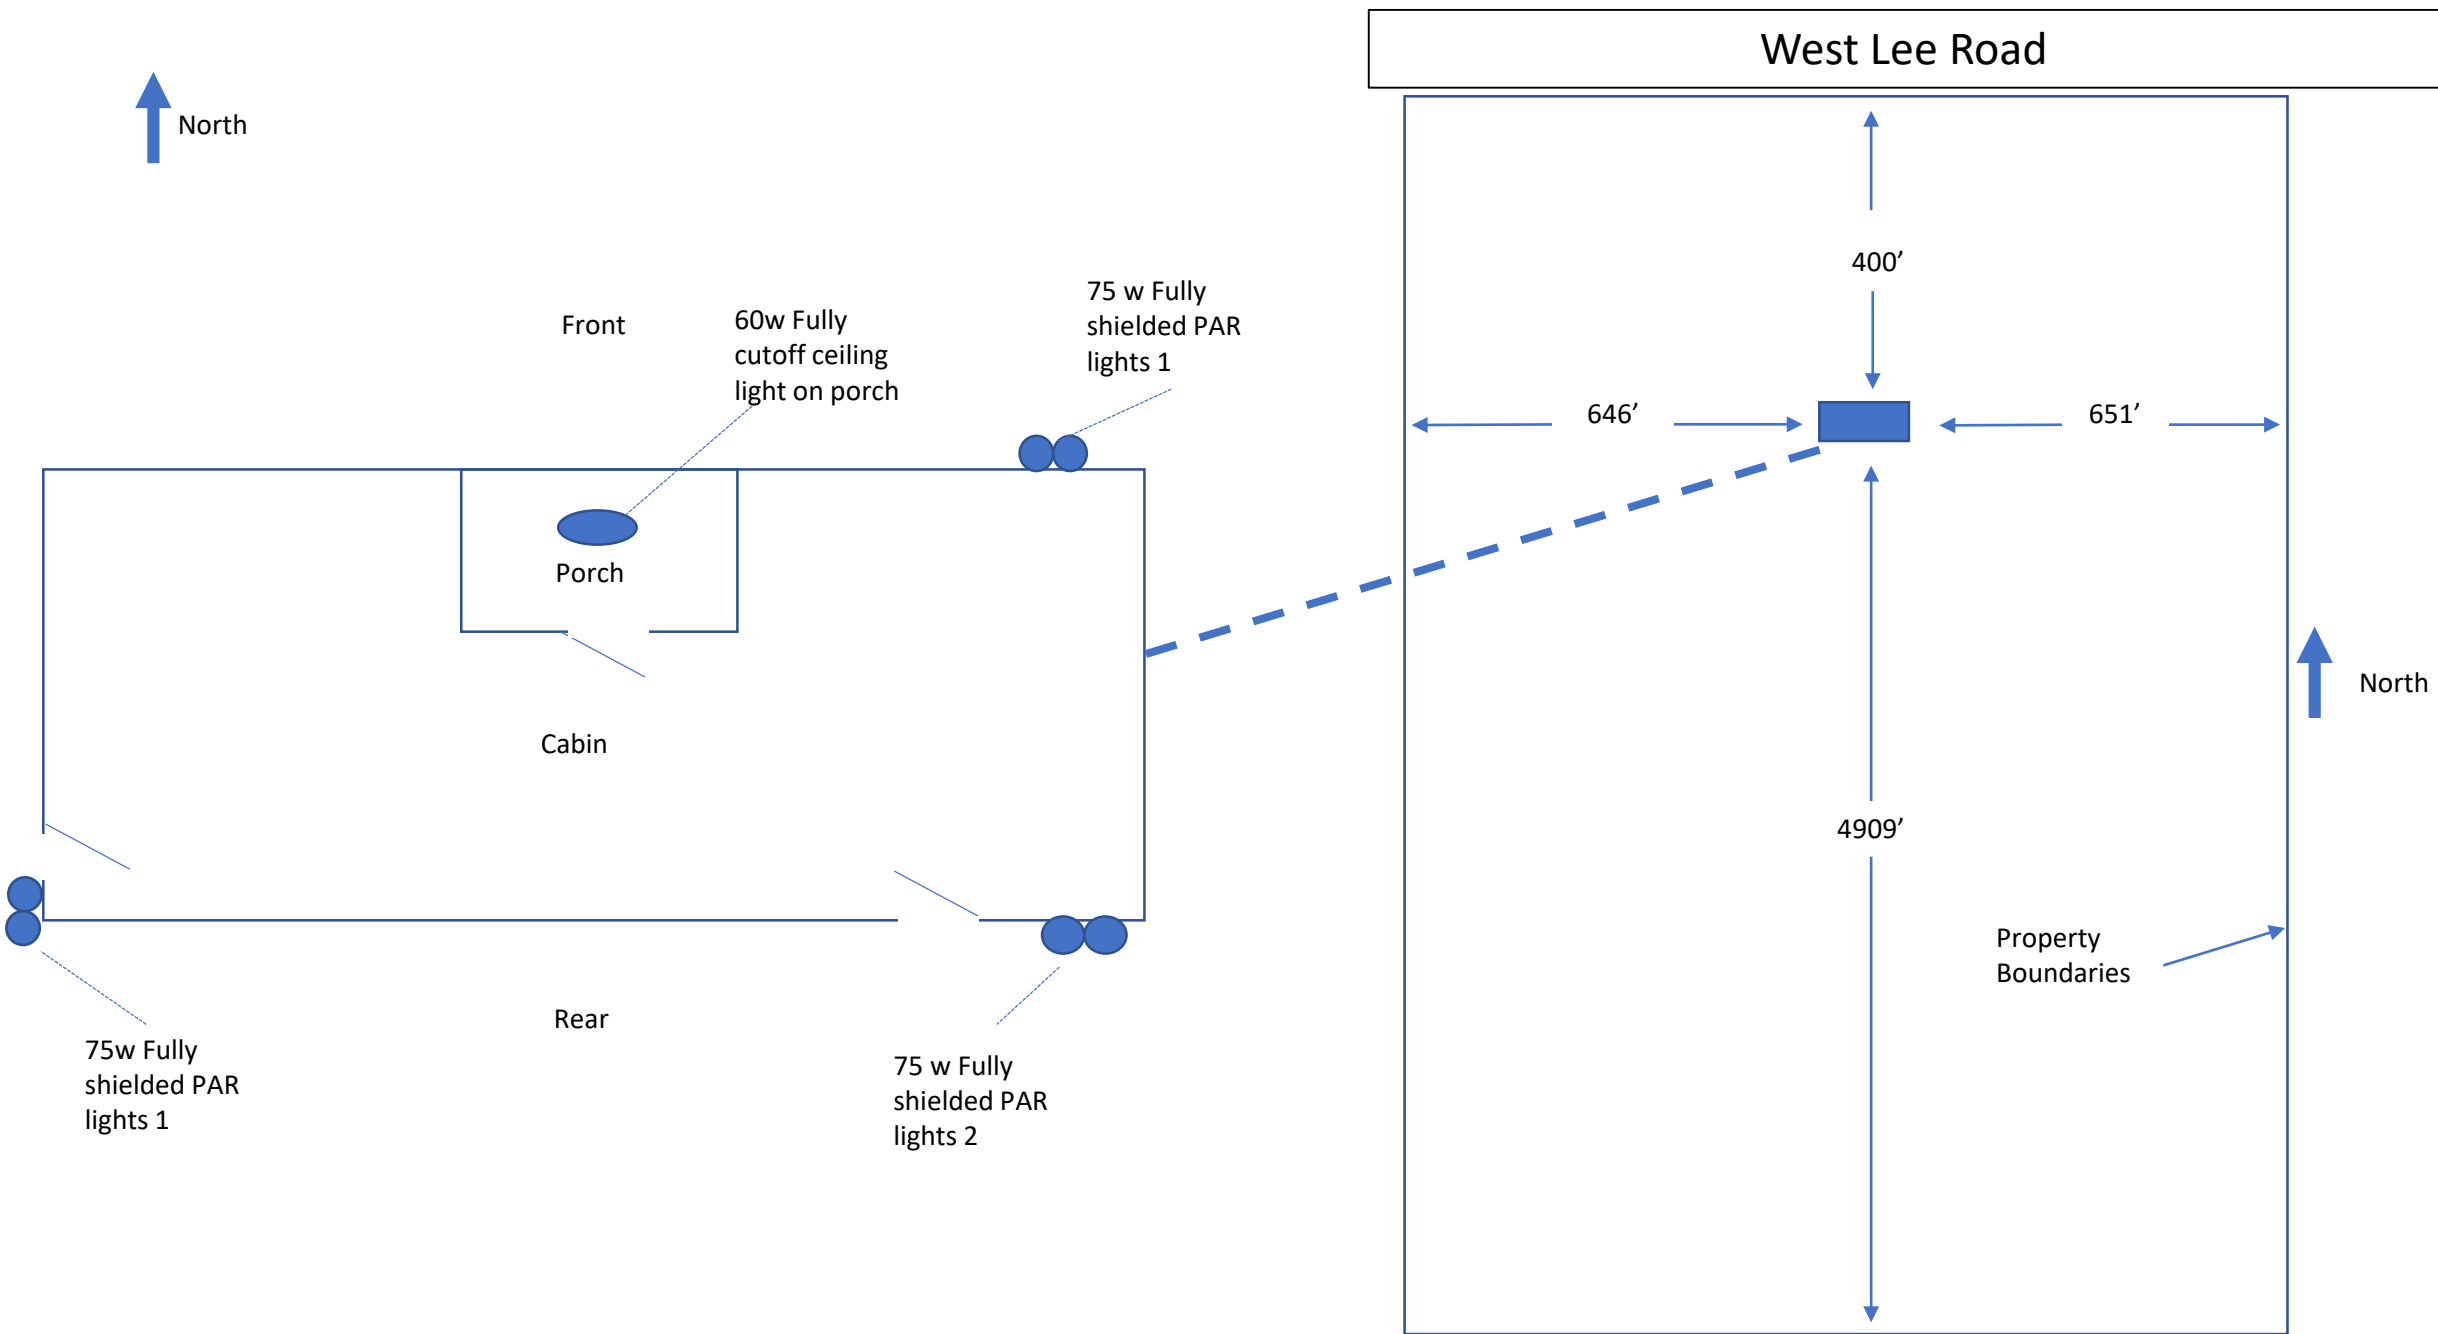 West Lee Road
North
Front
60w Fully
cutoff ceiling
light on porch
75 w Fully
shielded PAR
lights 1
Porch
Cabin
Rear
75w Fully
shielded PAR
lights 1
75 w Fully
shielded PAR
lights 2
400’
646’
651’
4909’
North
Property
Boundaries